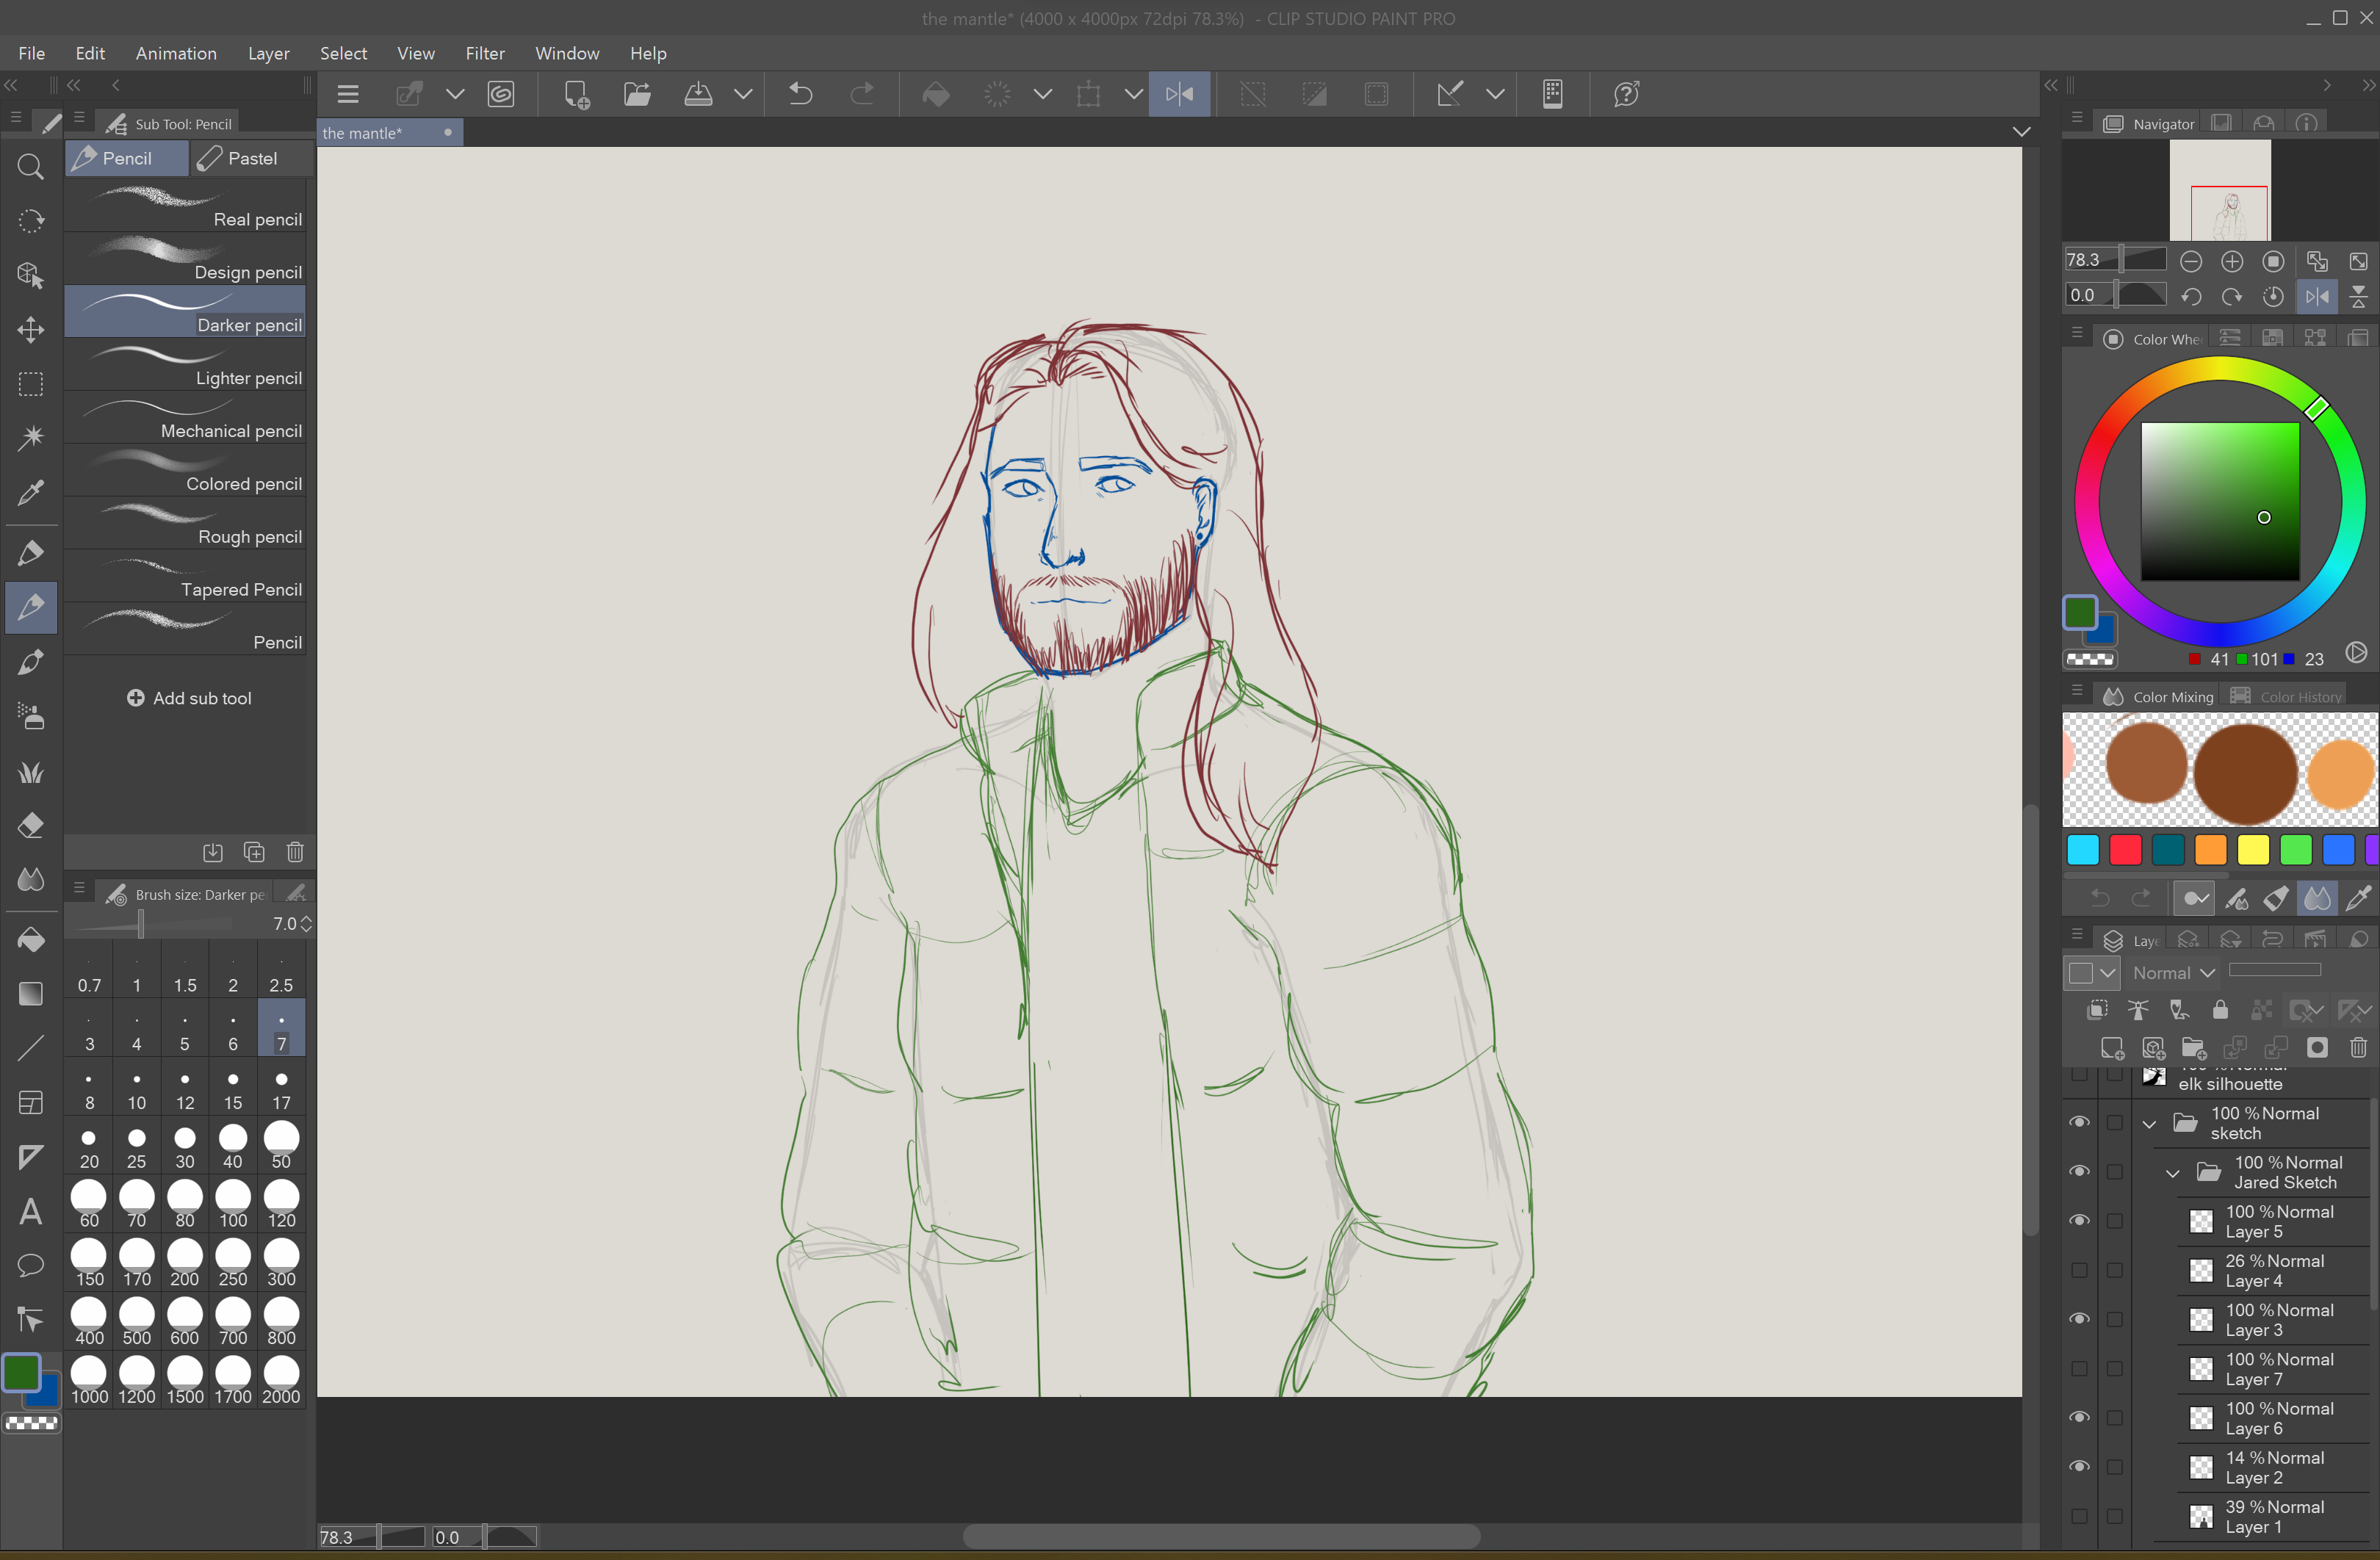 the mantle* (4000 x 4000px 72dpi 78.3%) - CLIP STUDIO PAINT PRO
File Edit Animation Layer Select View Filter Window Help
Sub Tool: Pencil
Pencil Pastel
Real pencil
Design pencil
Darker pencil
Lighter pencil
Mechanical pencil
Colored pencil
Rough pencil
Tapered Pencil
Pencil
Add sub tool
Brush size: Darker pe
7.0
0.7 1 1.5 2 2.5
3 4 5 6 7
8 10 12 15 17
20 25 30 40 50
60 70 80 100 120
150 170 200 250 300
400 500 600 700 800
1000 1200 1500 1700 2000
A
the mantle*
78.3 0.0
Navigator
78.3
0.0
Color Whe
41 101 23
Color Mixing Color History
Laye
Normal
100 % Normal
elk silhouette
100 % Normal
sketch
100 % Normal
Jared Sketch
100 % Normal
Layer 5
26 % Normal
Layer 4
100 % Normal
Layer 3
100 % Normal
Layer 7
100 % Normal
Layer 6
14 % Normal
Layer 2
39 % Normal
Layer 1